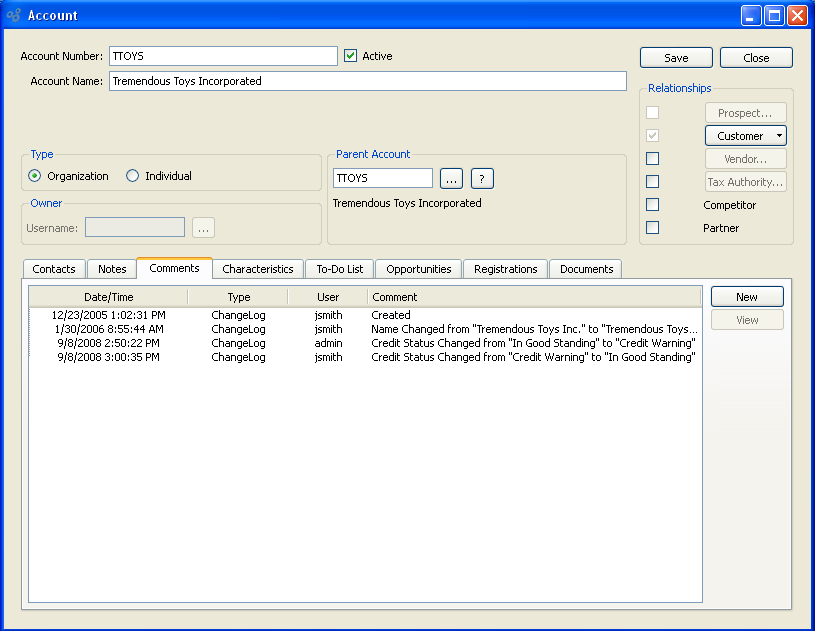 Account
Account Number: TTOYS Active
Save Close
Account Name: Tremendous Toys Incorporated
Relationships
Prospect...
Customer
Vendor...
Tax Authority...
Competitor
Partner
Type
Organization Individual
Parent Account
TTOYS ... ?
Tremendous Toys Incorporated
Owner
Username: ...
Contacts Notes Comments Characteristics To-Do List Opportunities Registrations Documents
Date/Time Type User Comment
12/23/2005 1:02:31 PM ChangeLog jsmith Created
1/30/2006 8:55:44 AM ChangeLog jsmith Name Changed from "Tremendous Toys Inc." to "Tremendous Toys...
9/8/2008 2:50:22 PM ChangeLog admin Credit Status Changed from "In Good Standing" to "Credit Warning"
9/8/2008 3:00:35 PM ChangeLog jsmith Credit Status Changed from "Credit Warning" to "In Good Standing"
New
View